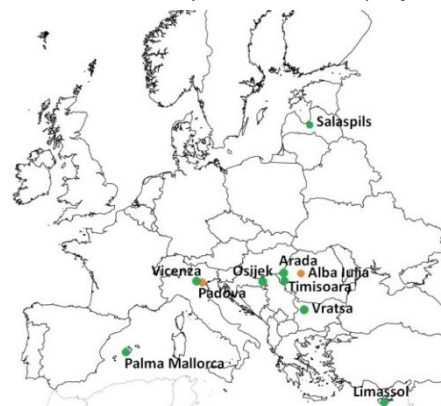 Salaspils
Arada
Vicenza
Osijek
Alba Iulia
Padova
Timisoara
Vratsa
Palma Mallorca
Limassol